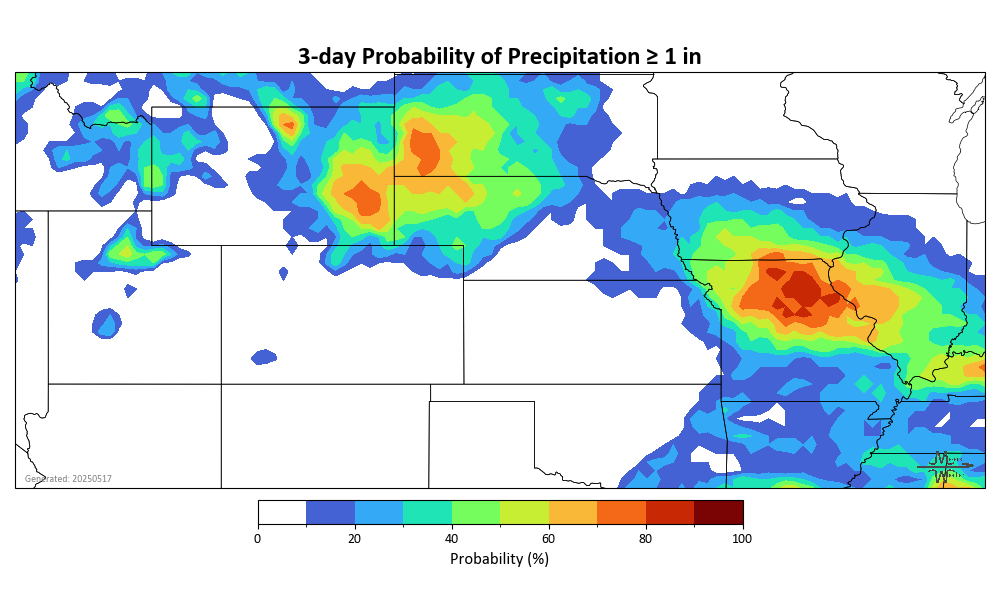 3-day Probability of Precipitation ≥ 1 in
Generated: 20250517
0 20 40 60 80 100
Probability (%)